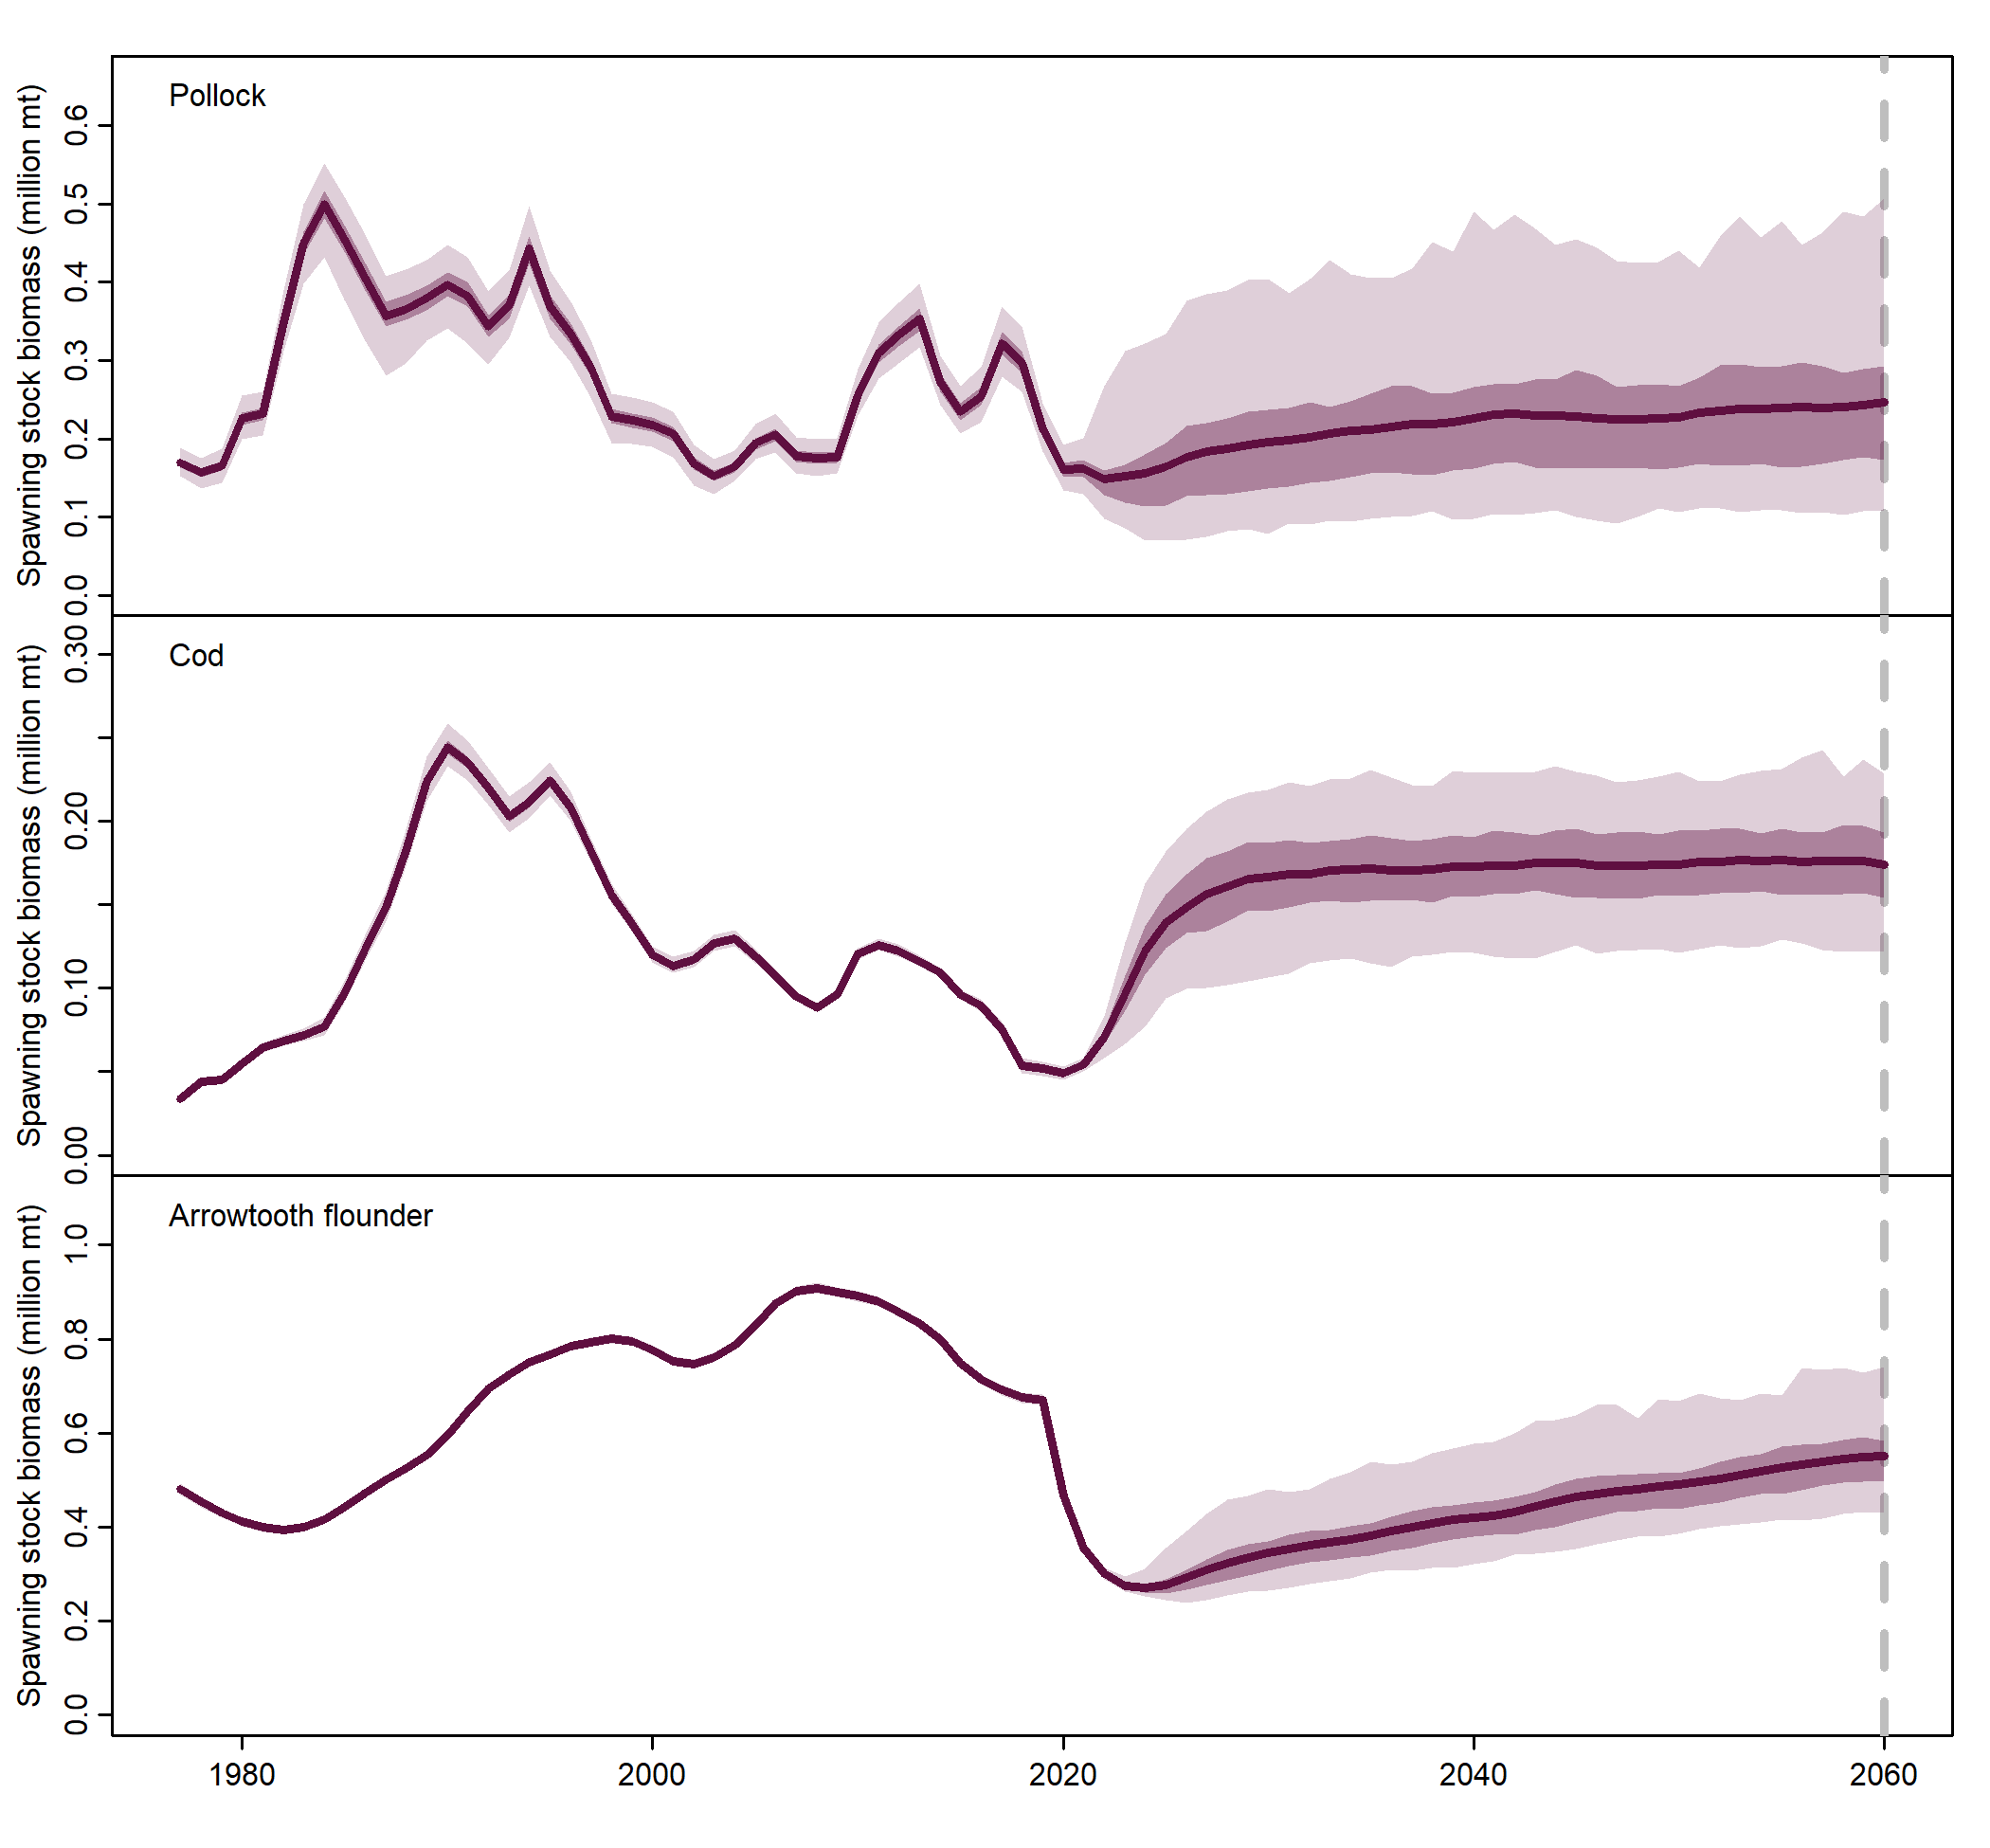 Pollock
Spawning stock biomass (million mt)
0.6
0.5
0.4
0.3
0.2
0.1
0.0
Cod
Spawning stock biomass (million mt)
0.30
0.20
0.10
0.00
Arrowtooth flounder
Spawning stock biomass (million mt)
1.0
0.8
0.6
0.4
0.2
0.0
1980 2000 2020 2040 2060